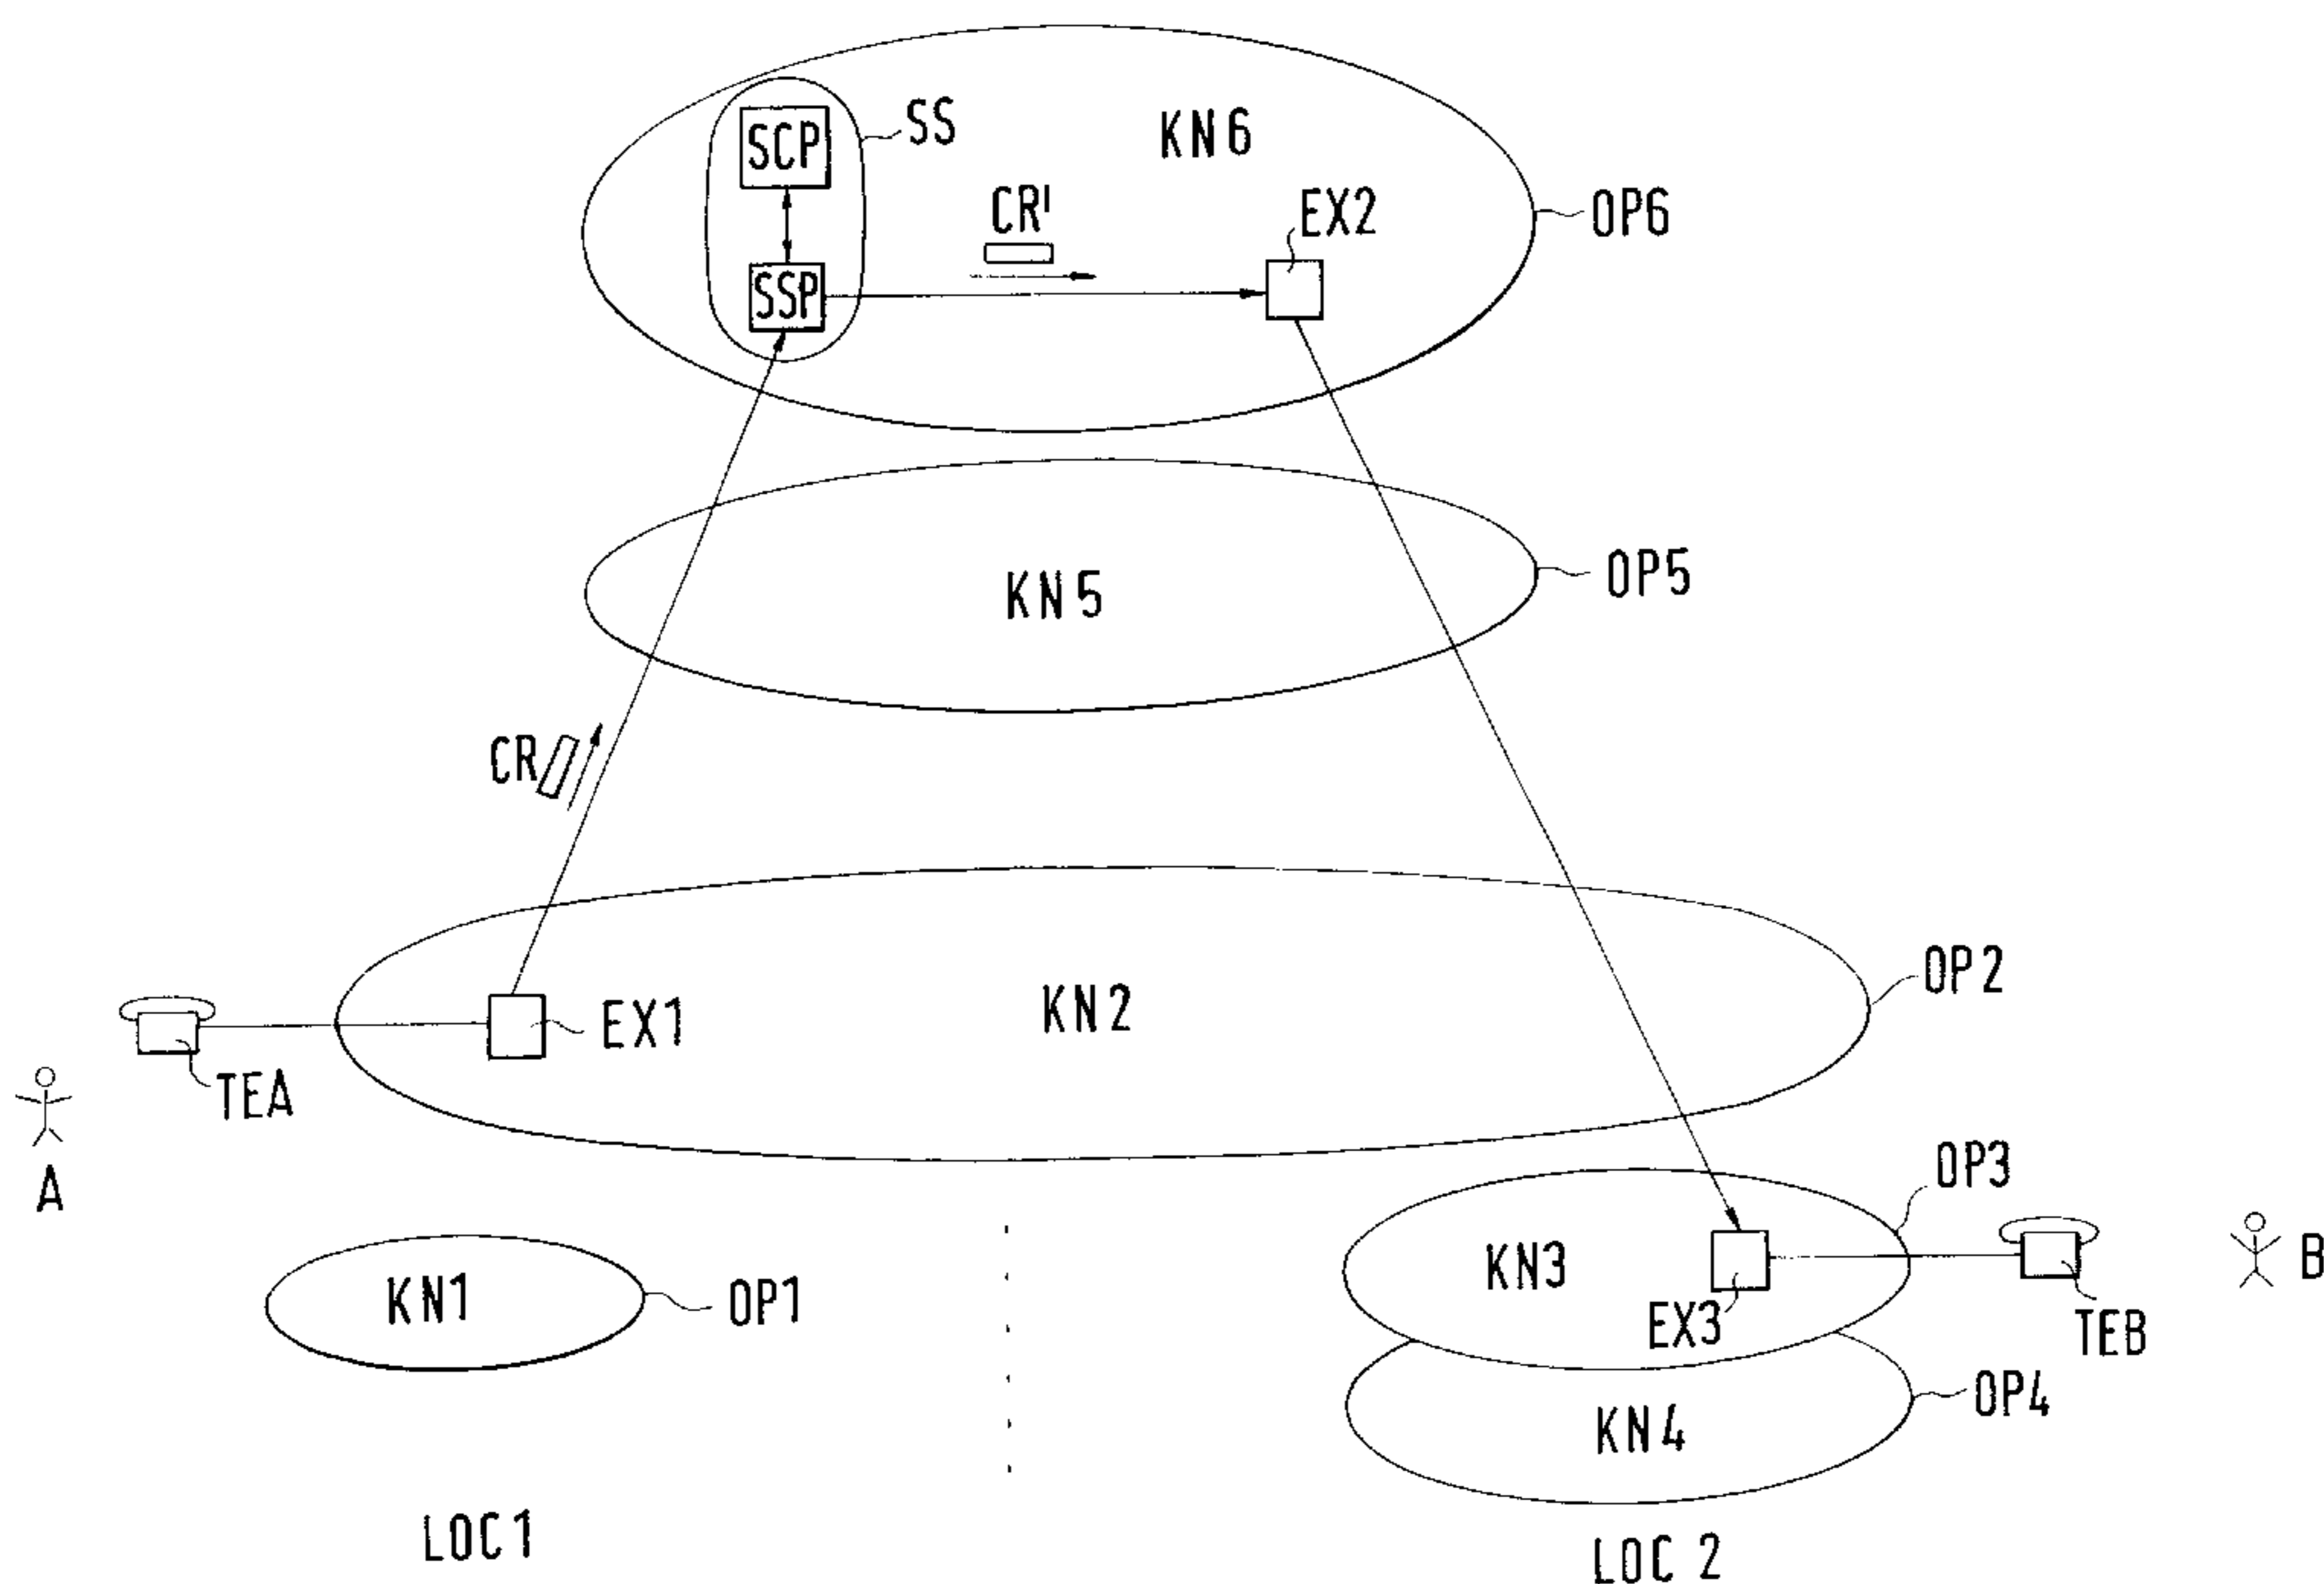 SCP
SS
KN6
SSP
CR'
EX2
OP6
KN5
OP5
CR
EX1
KN2
OP2
TEA
A
KN1
OP1
KN3
EX3
OP3
TEB
B
KN4
OP4
LOC1
LOC 2